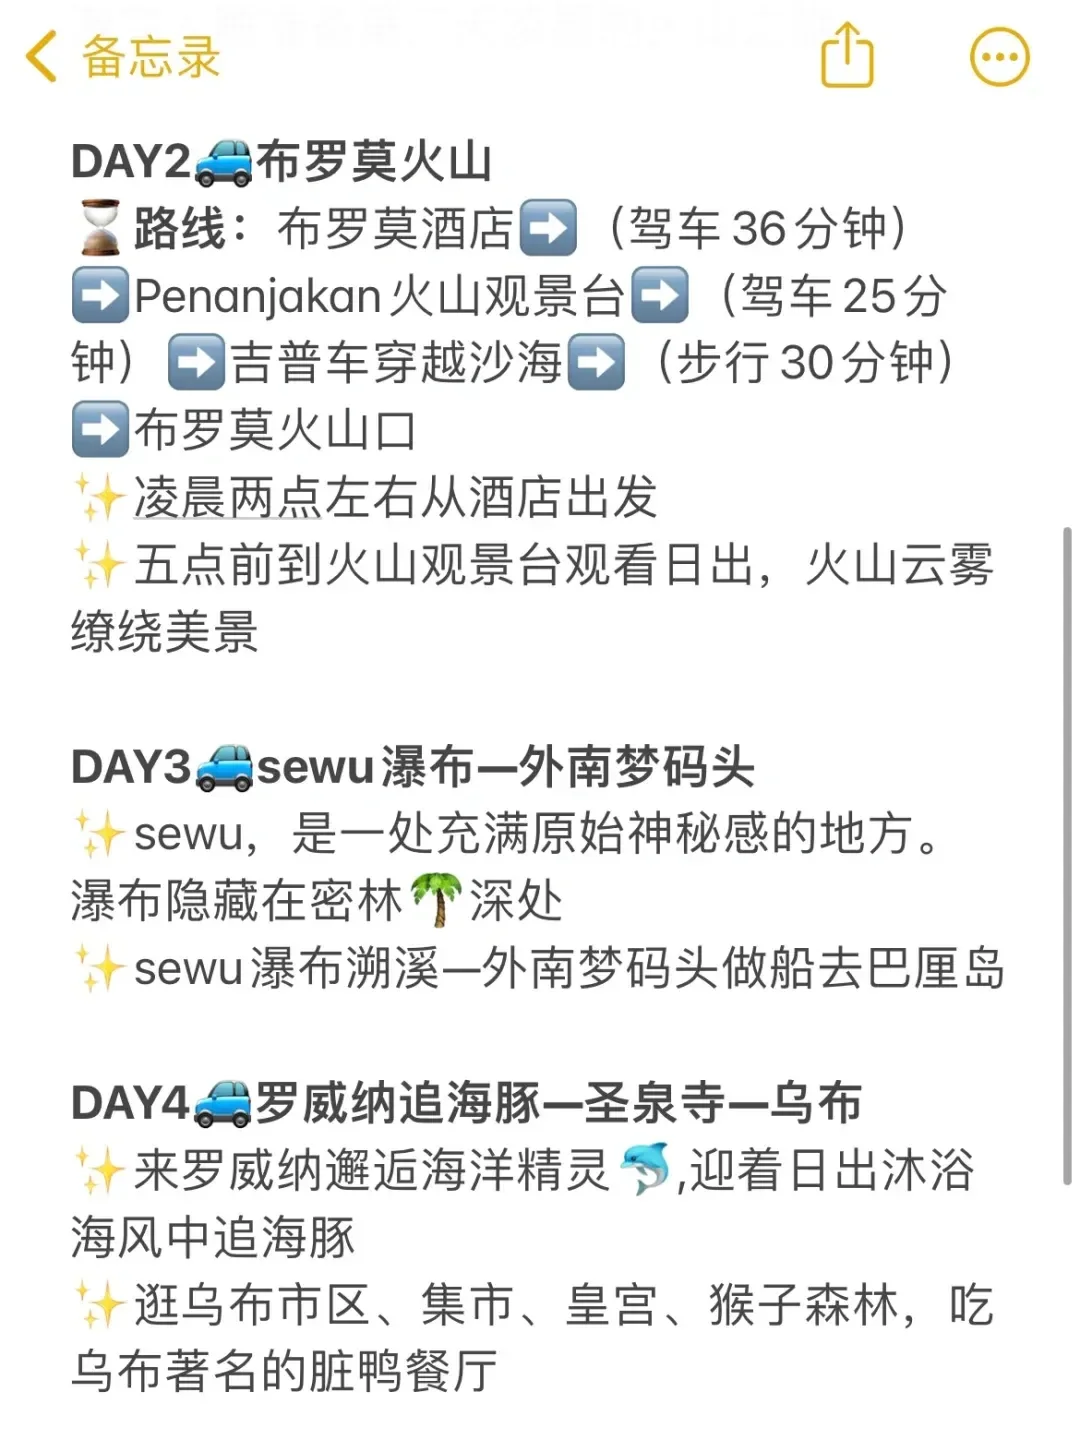 备忘录
DAY2🚙布罗莫火山
⏳路线：布罗莫酒店➡️（驾车36分钟）
➡️Penanjakan火山观景台➡️（驾车25分
钟）➡️吉普车穿越沙海➡️（步行30分钟）
➡️布罗莫火山口
✨凌晨两点左右从酒店出发
✨五点前到火山观景台观看日出，火山云雾
缭绕美景
DAY3🚙sewu瀑布—外南梦码头
✨sewu，是一处充满原始神秘感的地方。
瀑布隐藏在密林🌴深处
✨sewu瀑布溯溪—外南梦码头做船去巴厘岛
DAY4🚙罗威纳追海豚—圣泉寺—乌布
✨来罗威纳邂逅海洋精灵🐬,迎着日出沐浴
海风中追海豚
✨逛乌布市区、集市、皇宫、猴子森林，吃
乌布著名的脏鸭餐厅